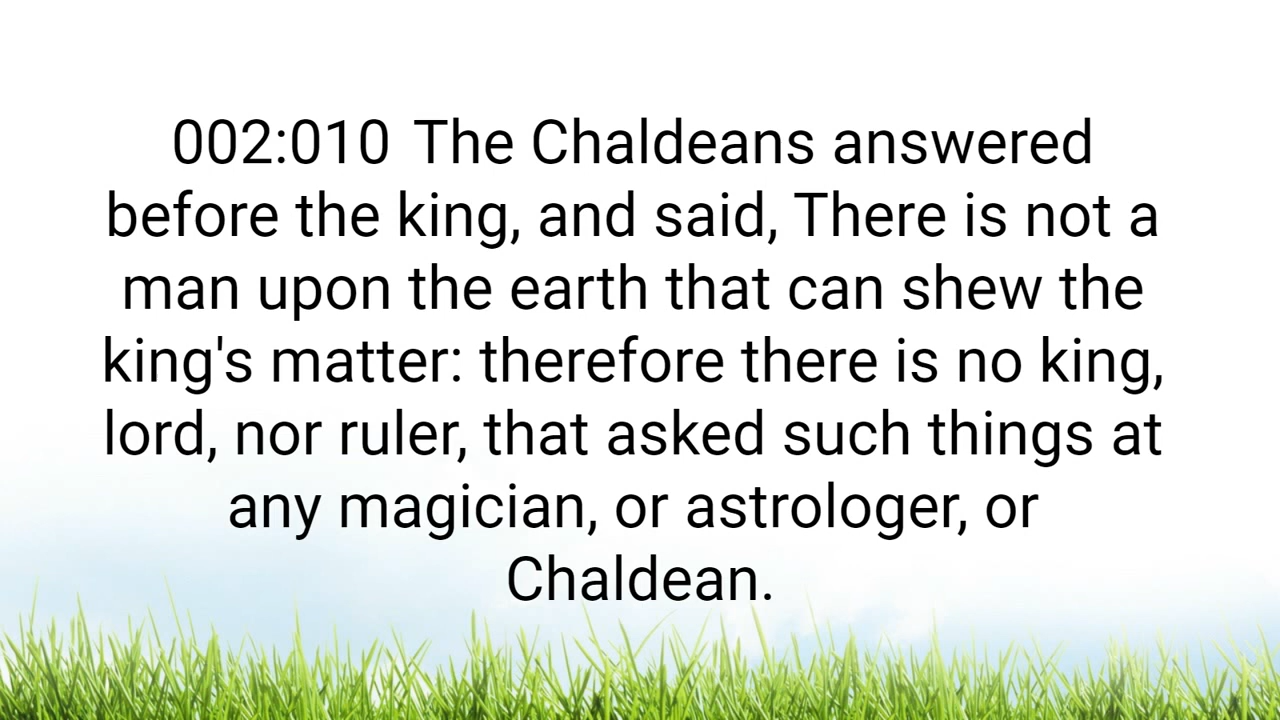 002:010 The Chaldeans answered
before the king, and said, There is not a
man upon the earth that can shew the
king's matter: therefore there is no king,
lord, nor ruler, that asked such things at
any magician, or astrologer, or
Chaldean.